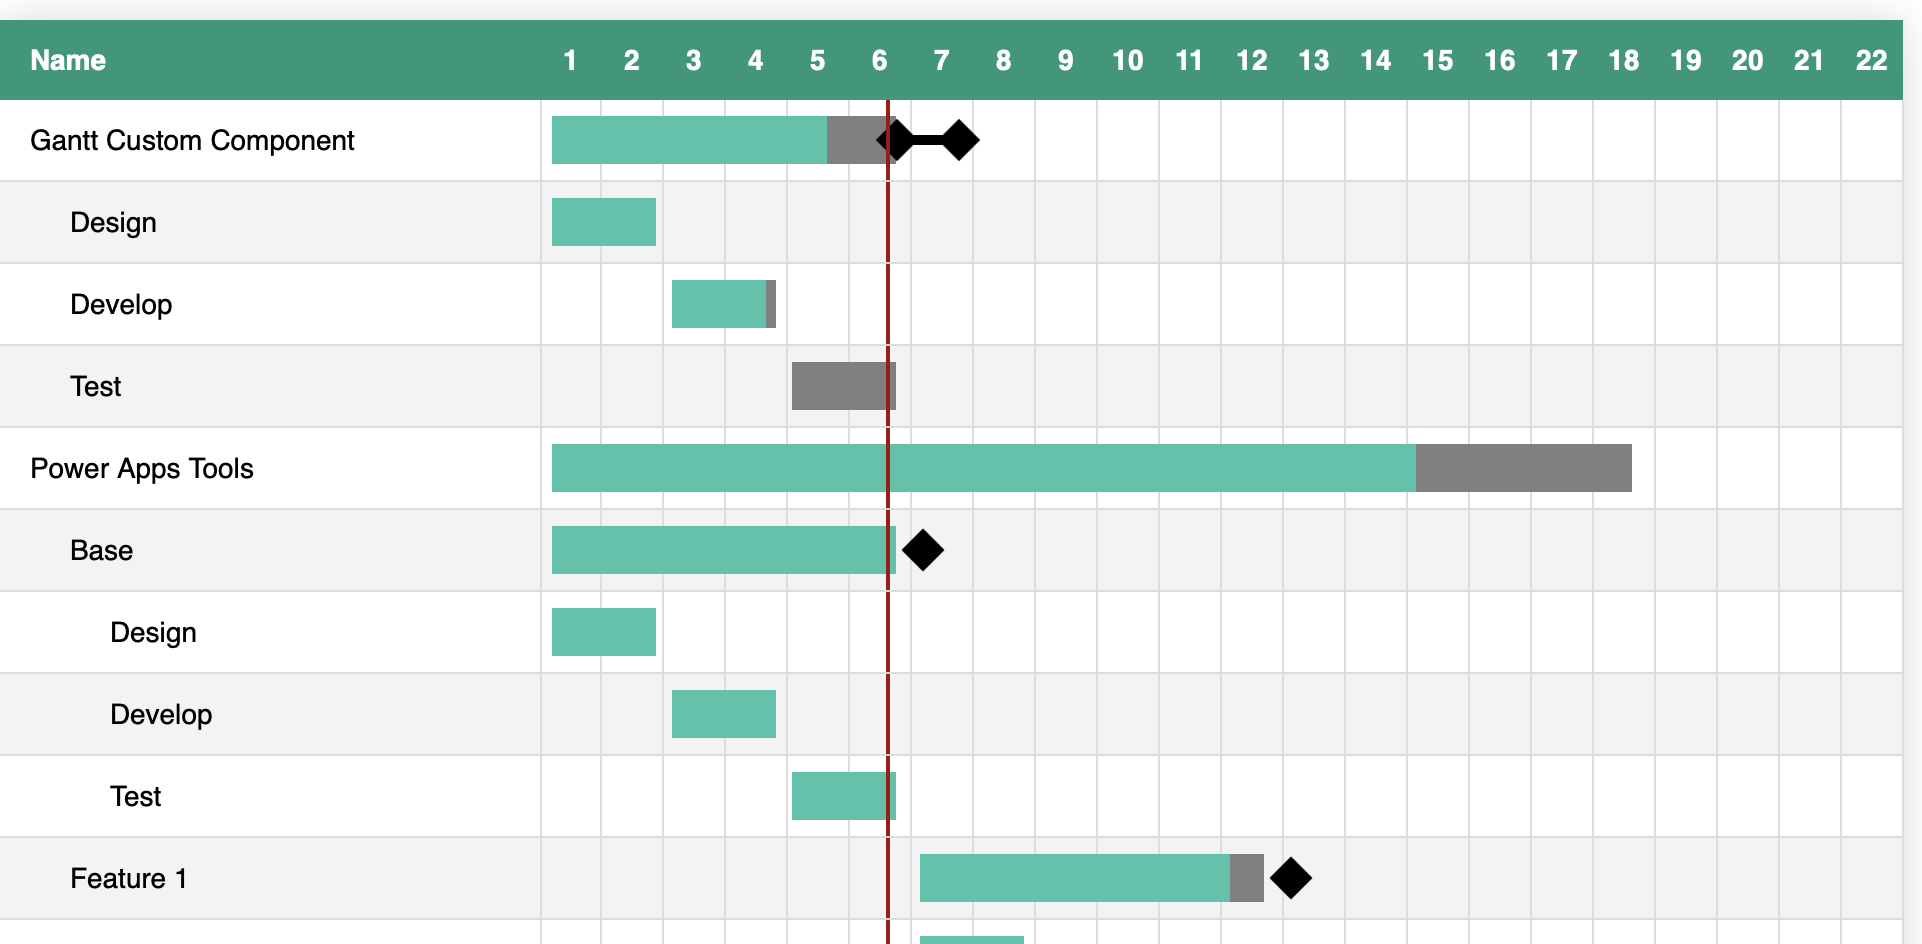 Name 1 2 3 4 5 6 7 8 9 10 11 12 13 14 15 16 17 18 19 20 21 22
Gantt Custom Component
Design
Develop
Test
Power Apps Tools
Base
Design
Develop
Test
Feature 1